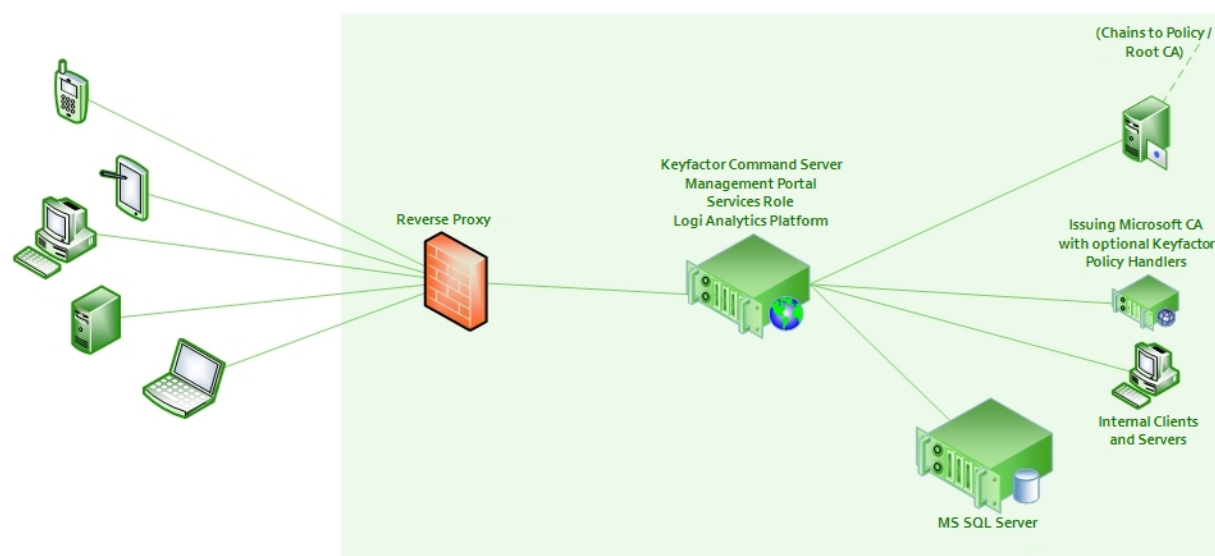 (Chains to Policy /
Root CA)
Keyfactor Command Server
Management Portal
Services Role
Logi Analytics Platform
Reverse Proxy
Issuing Microsoft CA
with optional Keyfactor
Policy Handlers
Internal Clients
and Servers
MS SQL Server